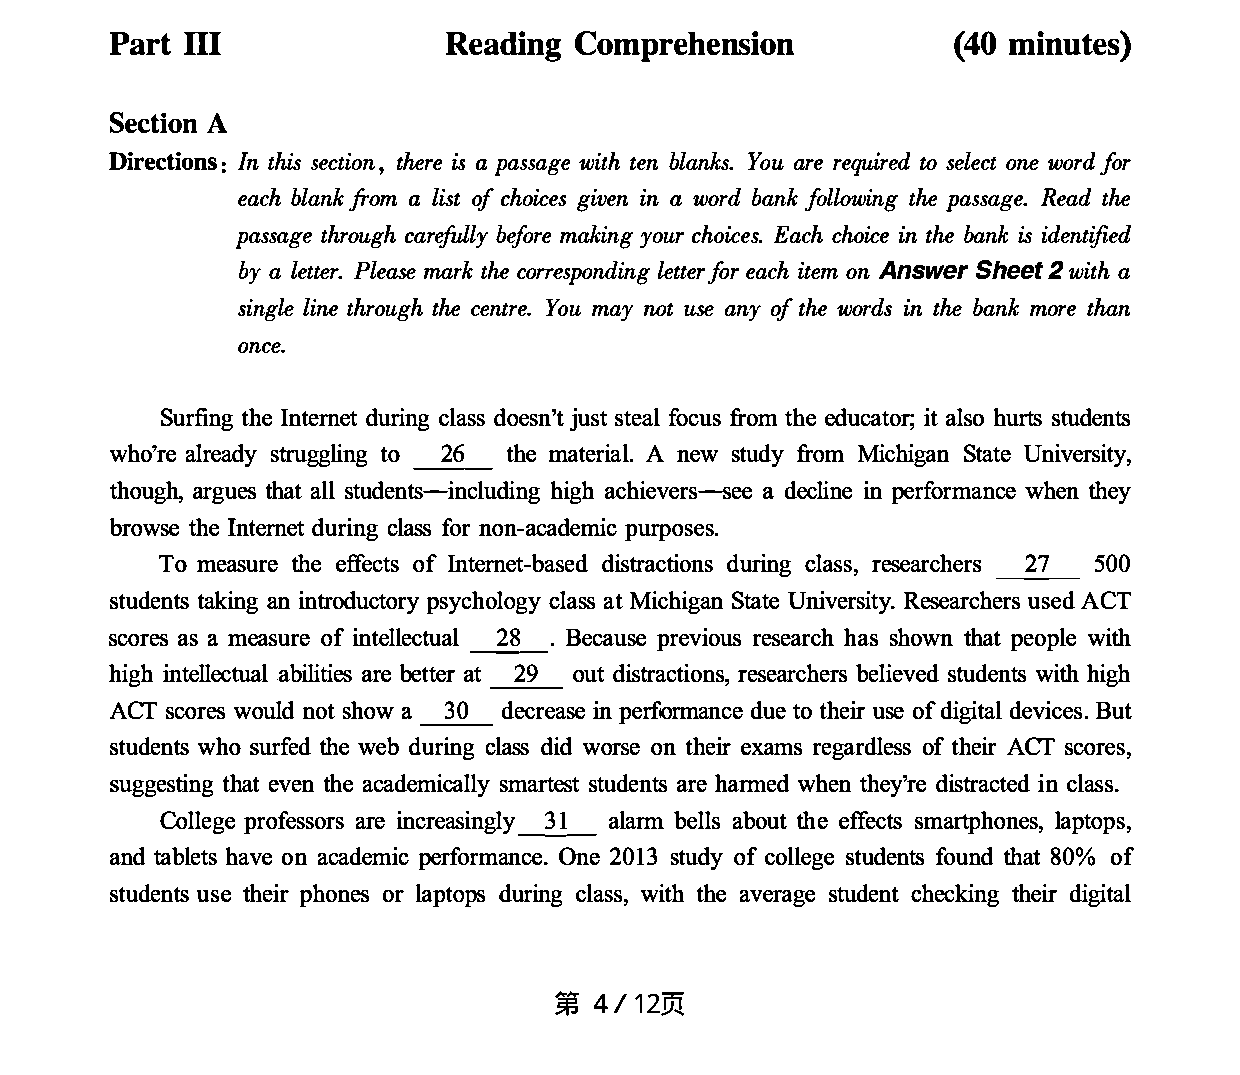 Part III Reading Comprehension (40 minutes)
Section A
Directions: In this section, there is a passage with ten blanks. You are required to select one word for
each blank from a list of choices given in a word bank following the passage. Read the
passage through carefully before making your choices. Each choice in the bank is identified
by a letter. Please mark the corresponding letter for each item on Answer Sheet 2 with a
single line through the centre. You may not use any of the words in the bank more than
once.
Surfing the Internet during class doesn't just steal focus from the educator; it also hurts students
who're already struggling to 26 the material. A new study from Michigan State University,
though, argues that all students—including high achievers—see a decline in performance when they
browse the Internet during class for non-academic purposes.
To measure the effects of Internet-based distractions during class, researchers 27 500
students taking an introductory psychology class at Michigan State University. Researchers used ACT
scores as a measure of intellectual 28 . Because previous research has shown that people with
high intellectual abilities are better at 29 out distractions, researchers believed students with high
ACT scores would not show a 30 decrease in performance due to their use of digital devices. But
students who surfed the web during class did worse on their exams regardless of their ACT scores,
suggesting that even the academically smartest students are harmed when they're distracted in class.
College professors are increasingly 31 alarm bells about the effects smartphones, laptops,
and tablets have on academic performance. One 2013 study of college students found that 80% of
students use their phones or laptops during class, with the average student checking their digital
第 4 / 12页